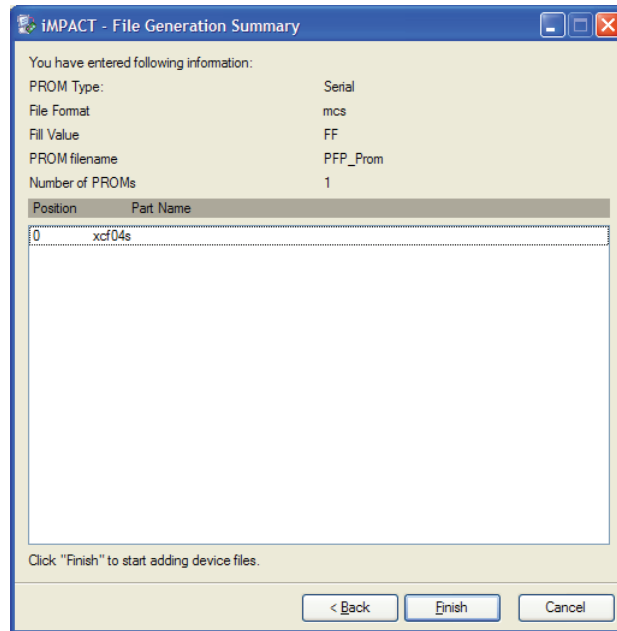 iMPACT - File Generation Summary
You have entered following information:
PROM Type: Serial
File Format mcs
Fill Value FF
PROM filename PFP_Prom
Number of PROMs 1
Position Part Name
0 xcf04s
Click "Finish" to start adding device files.
< Back Finish Cancel